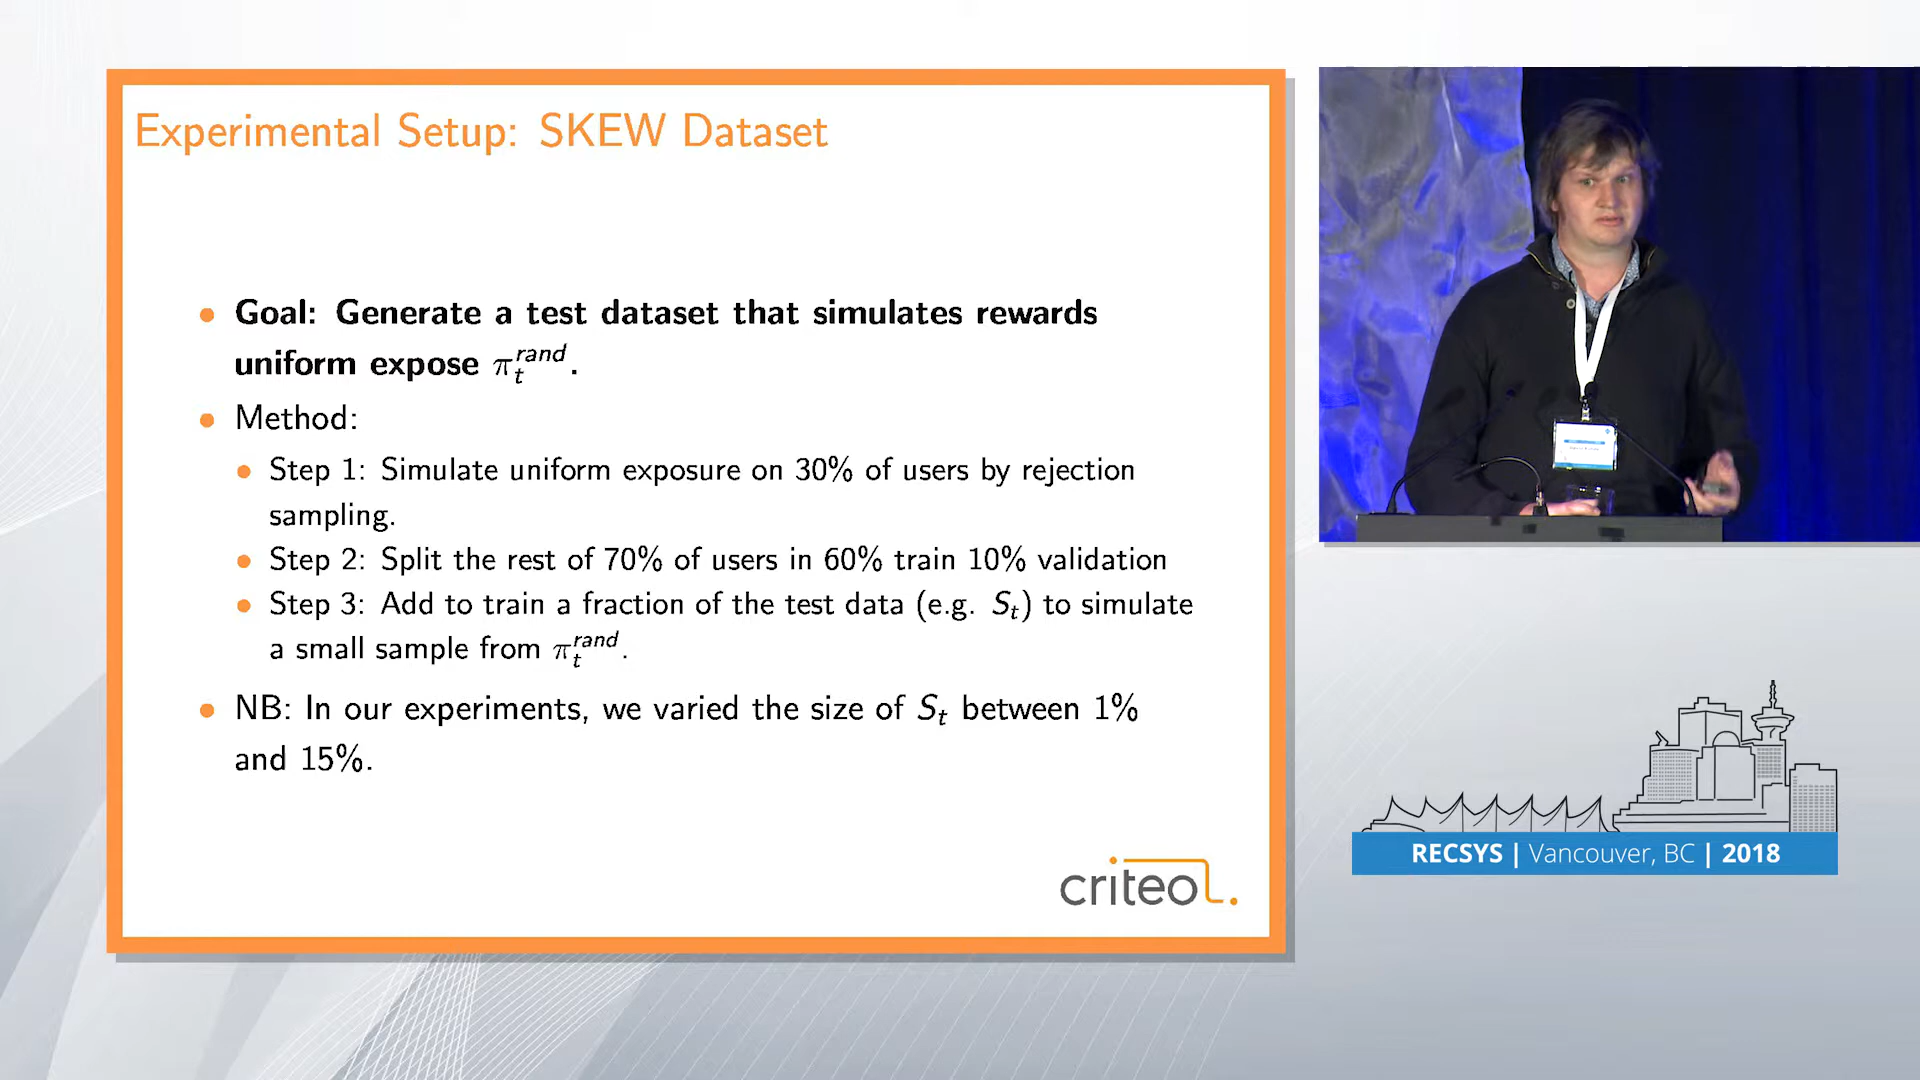 Experimental Setup: SKEW Dataset
Goal: Generate a test dataset that simulates rewards
uniform expose π_t^rand.
Method:
Step 1: Simulate uniform exposure on 30% of users by rejection
sampling.
Step 2: Split the rest of 70% of users in 60% train 10% validation
Step 3: Add to train a fraction of the test data (e.g. S_t) to simulate
a small sample from π_t^rand.
NB: In our experiments, we varied the size of S_t between 1%
and 15%.
criteo
RECSYS | Vancouver, BC | 2018